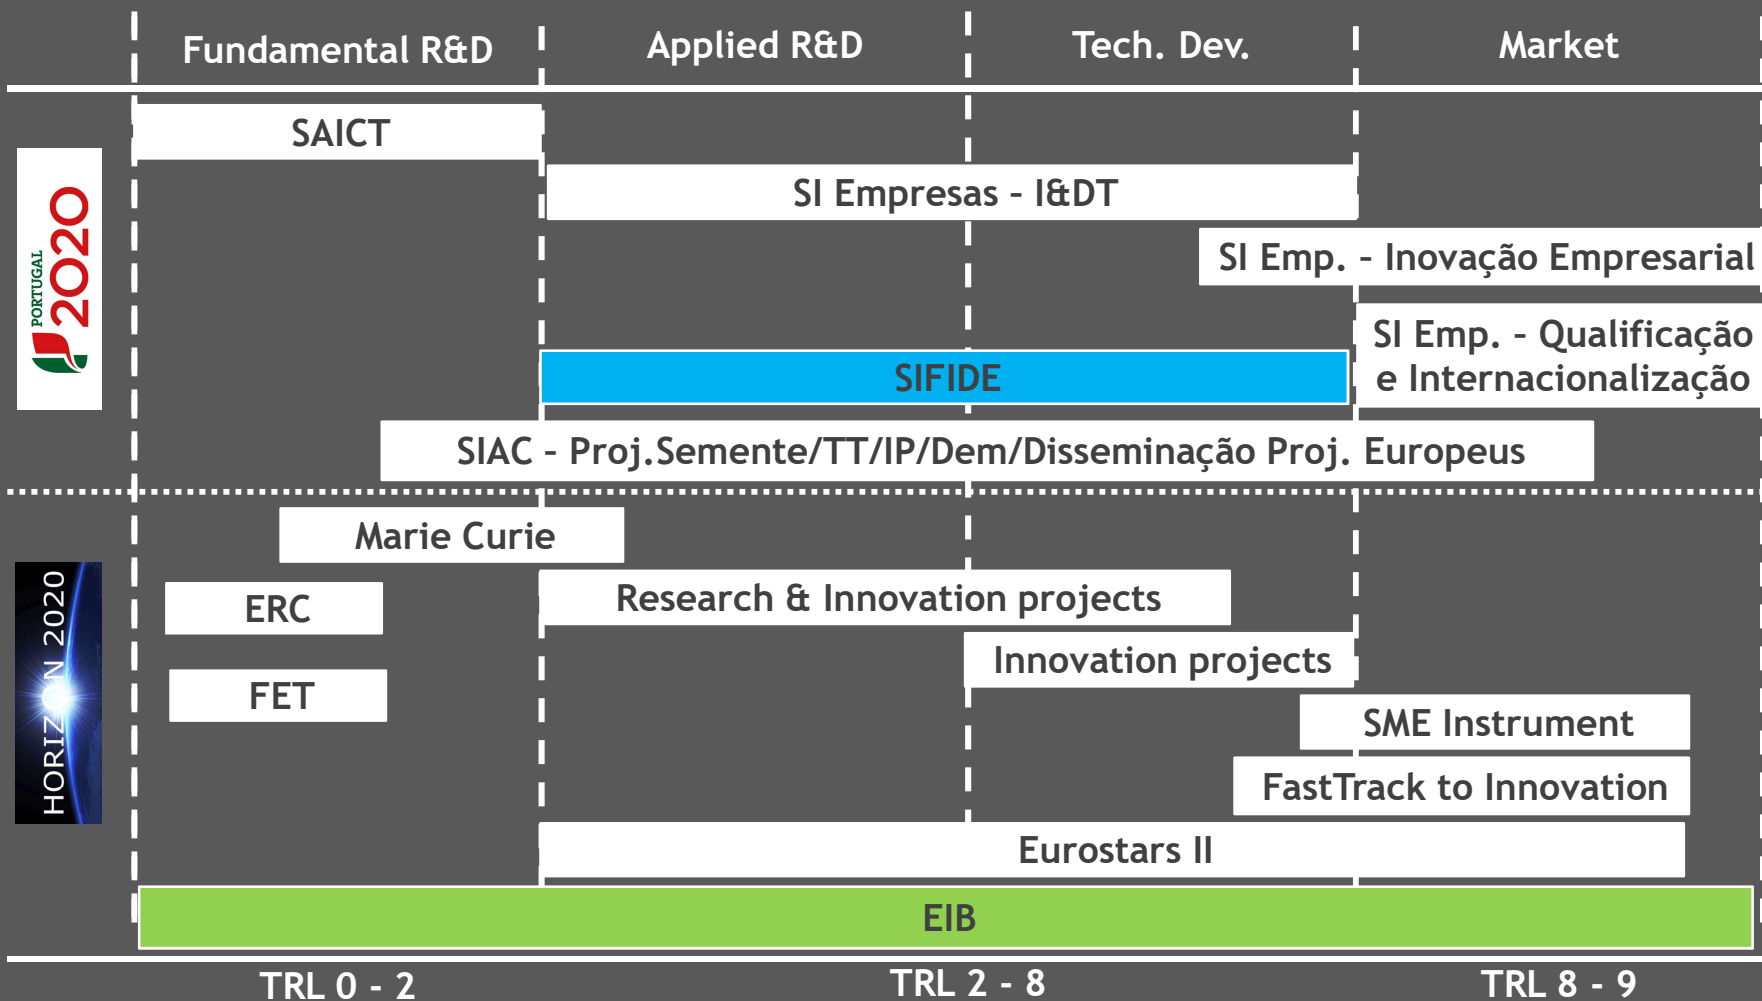 Fundamental R&D
Applied R&D
Tech. Dev.
Market
PORTUGAL
2020
SAICT
SI Empresas - I&DT
SI Emp. - Inovação Empresarial
SI Emp. - Qualificação
e Internacionalização
SIFIDE
SIAC - Proj.Semente/TT/IP/Dem/Disseminação Proj. Europeus
HORIZON 2020
Marie Curie
ERC
Research & Innovation projects
Innovation projects
FET
SME Instrument
FastTrack to Innovation
Eurostars II
EIB
TRL 0 - 2
TRL 2 - 8
TRL 8 - 9